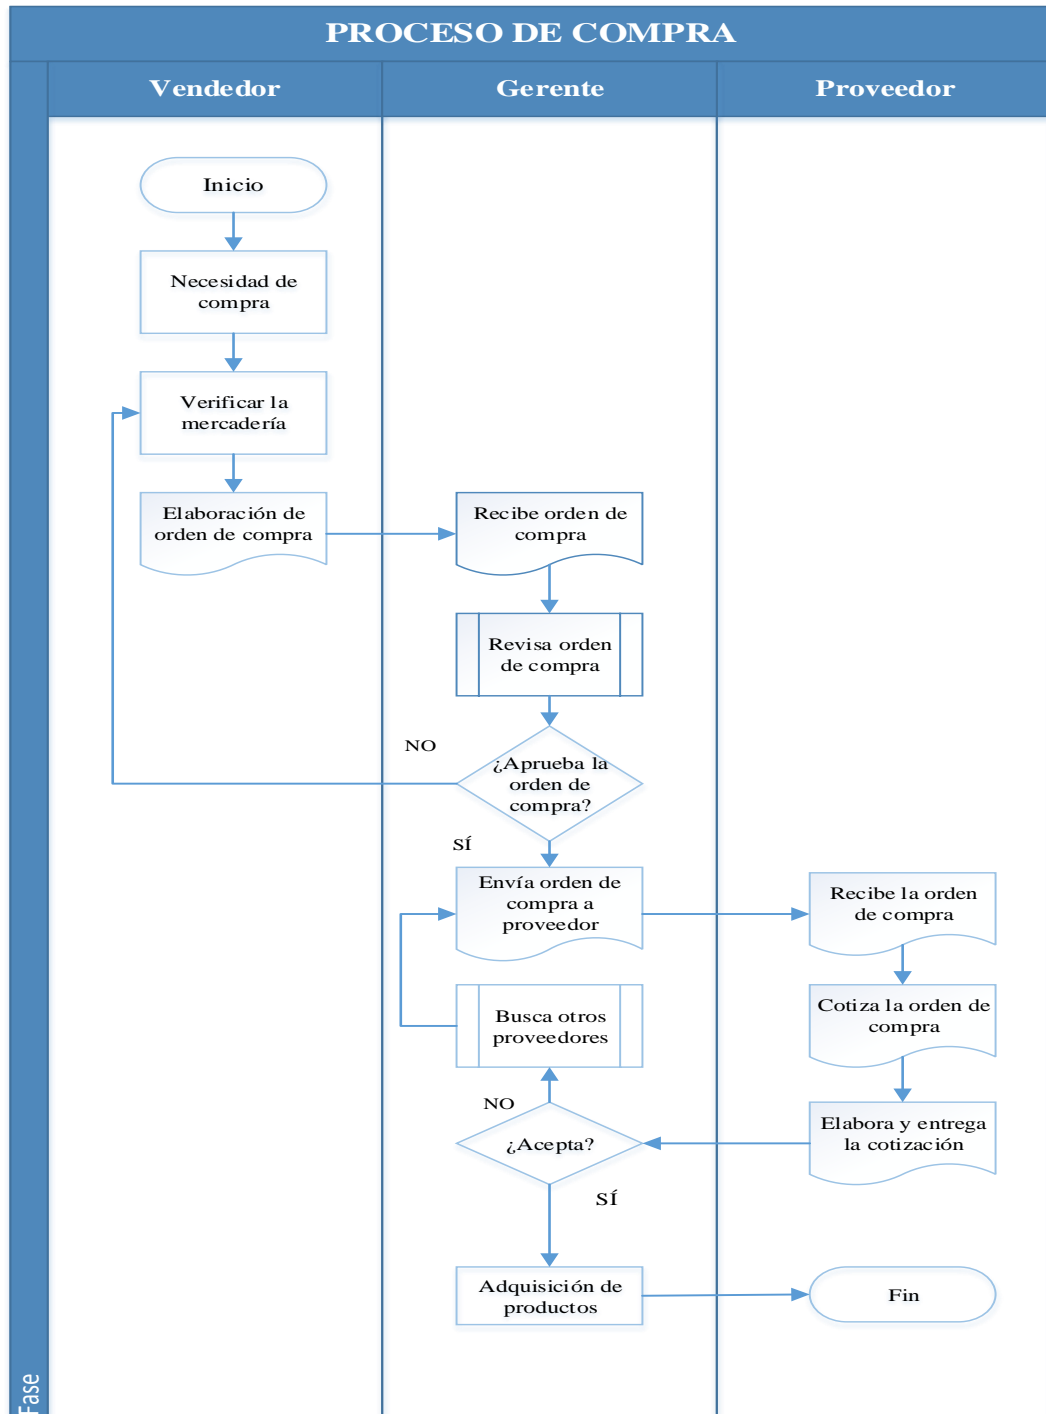 PROCESO DE COMPRA
Vendedor
Gerente
Proveedor
Inicio
Necesidad de
compra
Verificar la
mercadería
Elaboración de
orden de compra
Recibe orden de
compra
Revisa orden
de compra
NO
¿Aprueba la
orden de
compra?
SÍ
Envía orden de
compra a
proveedor
Recibe la orden
de compra
Busca otros
proveedores
Cotiza la orden de
compra
NO
¿Acepta?
Elabora y entrega
la cotización
SÍ
Adquisición de
productos
Fin
Fase